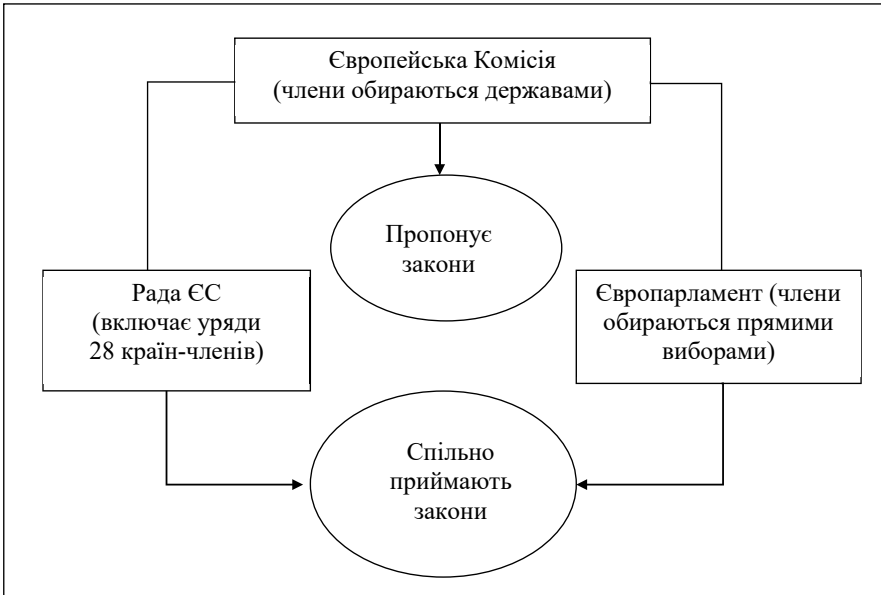 Європейська Комісія
(члени обираються державами)
Пропонує
закони
Рада ЄС
(включає уряди
28 країн-членів)
Європарламент (члени
обираються прямими
виборами)
Спільно
приймають
закони